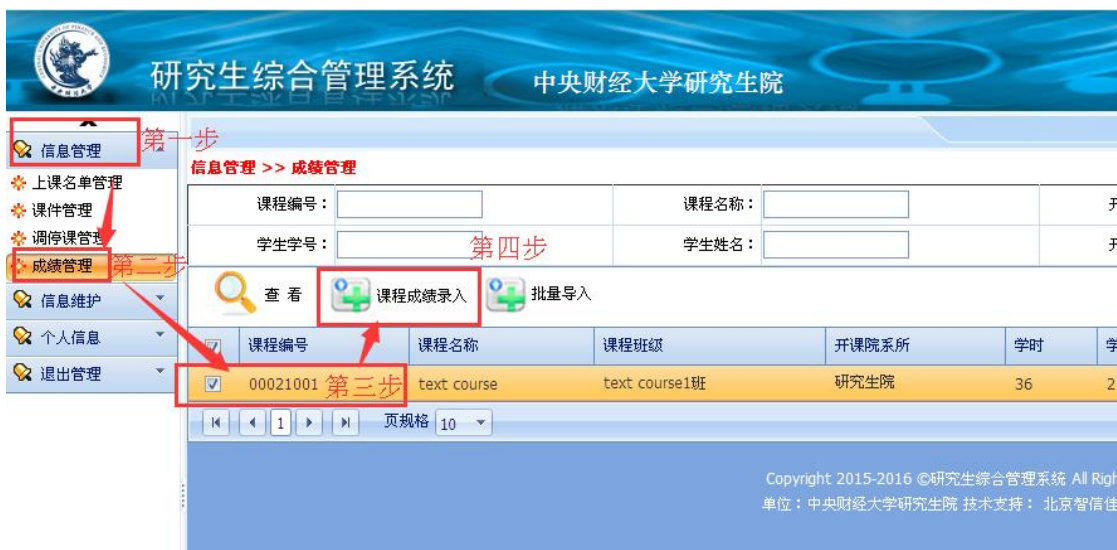 研究生综合管理系统 中央财经大学研究生院
信息管理 第一步
信息管理 >> 成绩管理
上课名单管理
课件管理
调停课管理
成绩管理 第二步
信息维护
个人信息
退出管理
课程编号： 课程名称：
学生学号： 第四步 学生姓名：
查 看 课程成绩录入 批量导入
课程编号 课程名称 课程班级 开课院系所 学时
00021001 第三步 text course text course1班 研究生院 36 2
1 页规格 10
Copyright 2015-2016 ©研究生综合管理系统 All Righ
单位：中央财经大学研究生院 技术支持： 北京智信佳